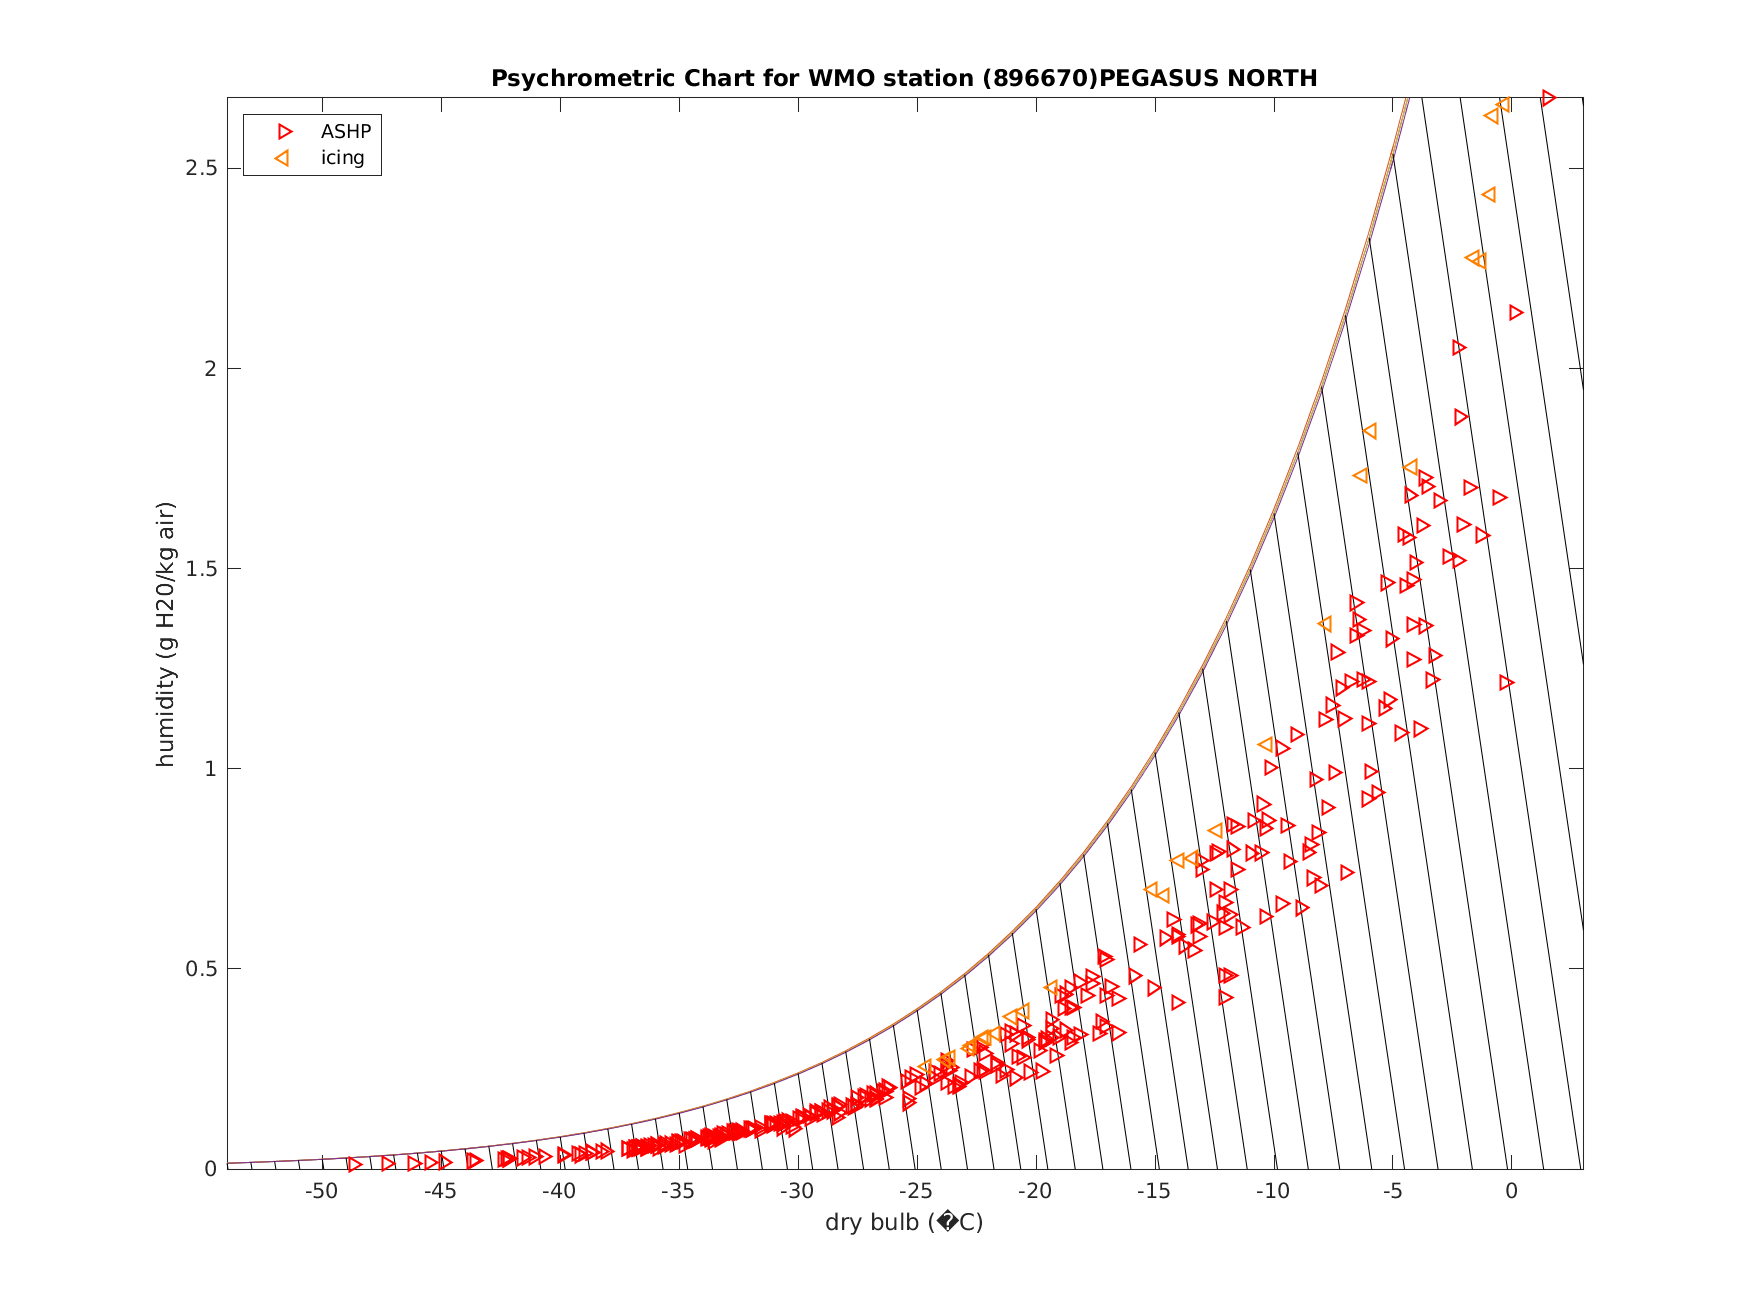 Psychrometric Chart for WMO station (896670)PEGASUS NORTH
ASHP
icing
2.5
2
1.5
1
0.5
0
humidity (g H20/kg air)
-50 -45 -40 -35 -30 -25 -20 -15 -10 -5 0
dry bulb (�C)